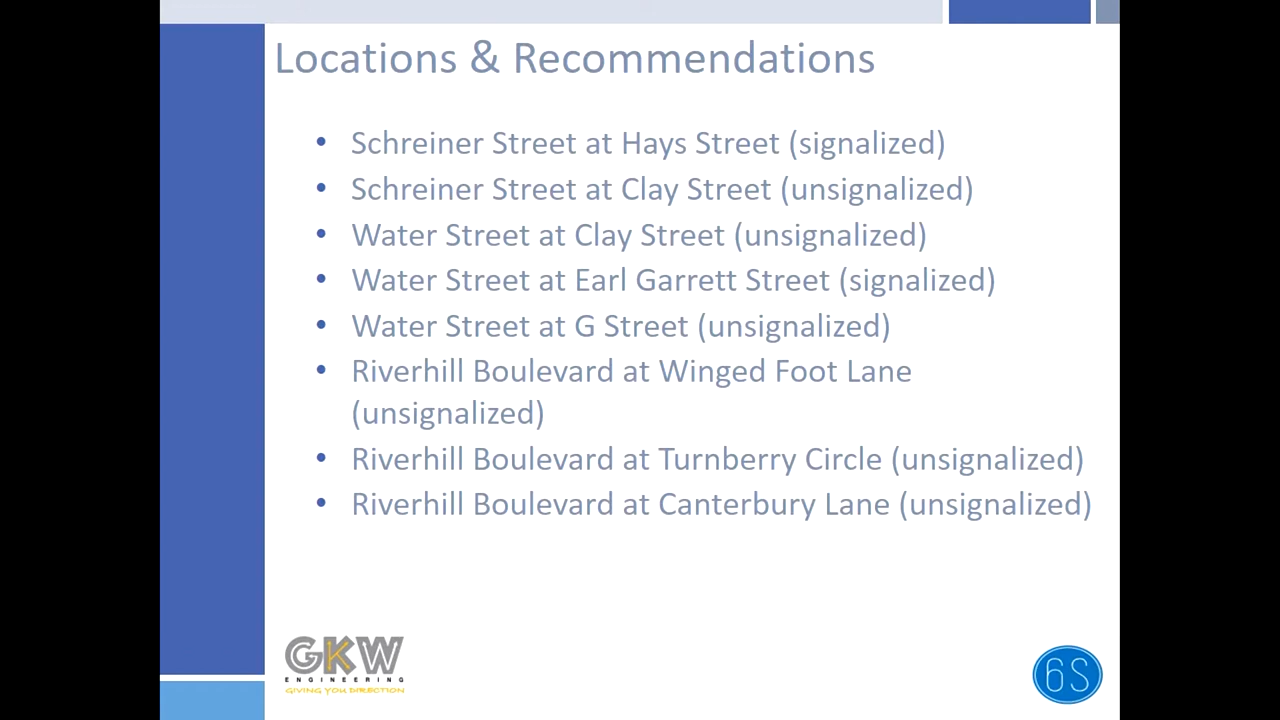 Locations & Recommendations
• Schreiner Street at Hays Street (signalized)
• Schreiner Street at Clay Street (unsignalized)
• Water Street at Clay Street (unsignalized)
• Water Street at Earl Garrett Street (signalized)
• Water Street at G Street (unsignalized)
• Riverhill Boulevard at Winged Foot Lane
(unsignalized)
• Riverhill Boulevard at Turnberry Circle (unsignalized)
• Riverhill Boulevard at Canterbury Lane (unsignalized)
GKW
ENGINEERING
GIVING YOU DIRECTION
6S